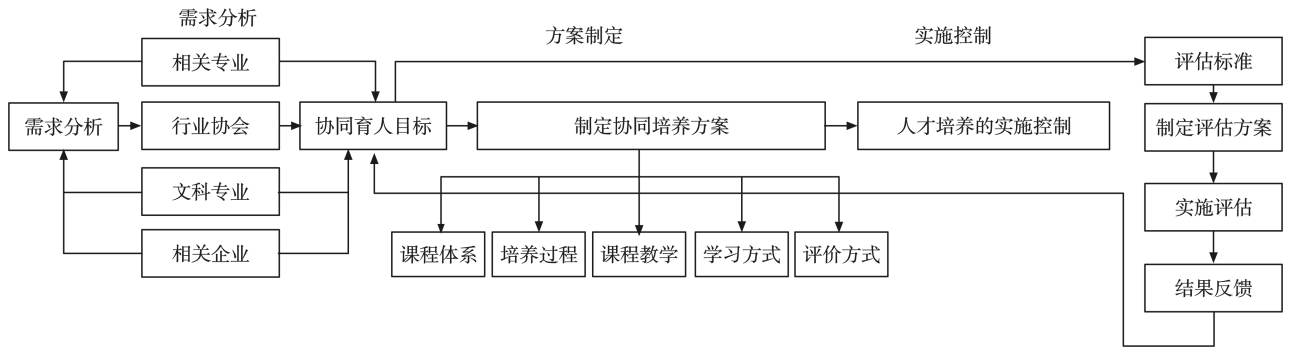 需求分析
方案制定
实施控制
相关专业
评估标准
需求分析
行业协会
协同育人目标
制定协同培养方案
人才培养的实施控制
制定评估方案
文科专业
实施评估
相关企业
课程体系
培养过程
课程教学
学习方式
评价方式
结果反馈